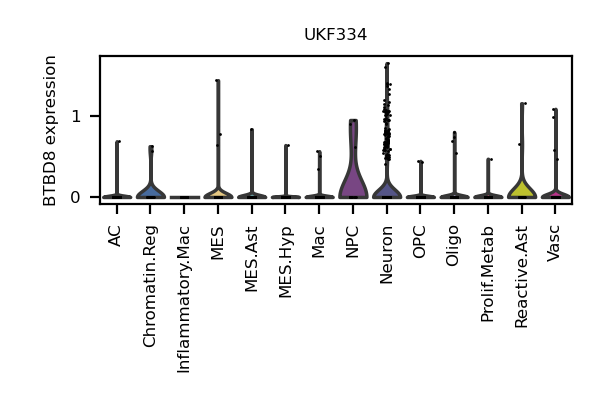 UKF334
BTBD8 expression
1
0
AC
Chromatin.Reg
Inflammatory.Mac
MES
MES.Ast
MES.Hyp
Mac
NPC
Neuron
OPC
Oligo
Prolif.Metab
Reactive.Ast
Vasc